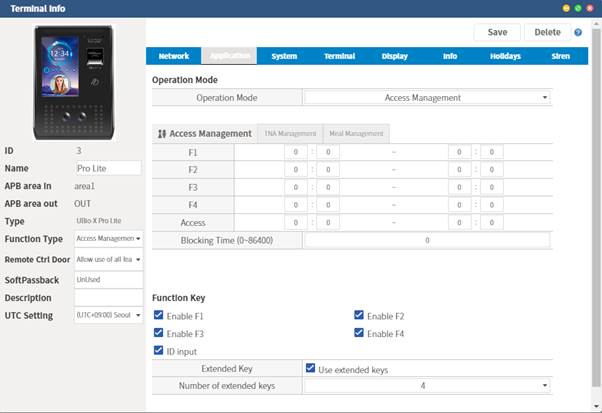 Terminal Info
Save
Delete
Network
Application
System
Terminal
Display
Info
Holidays
Siren
Operation Mode
Operation Mode
Access Management
Access Management
TNA Management
Meal Management
F1 0 : 0 ~ 0 : 0
F2 0 : 0 ~ 0 : 0
F3 0 : 0 ~ 0 : 0
F4 0 : 0 ~ 0 : 0
Access 0 : 0 ~ 0 : 0
Blocking Time (0~86400) 0
Function Key
Enable F1
Enable F2
Enable F3
Enable F4
ID input
Extended Key
Use extended keys
Number of extended keys 4
12:34
ID 3
Name Pro Lite
APB area In area1
APB area out OUT
Type UBio-X Pro Lite
Function Type Access Managemen
Remote Ctrl Door Allow use of all lea
SoftPassback UnUsed
Description
UTC Setting (UTC+09:00) Seoul